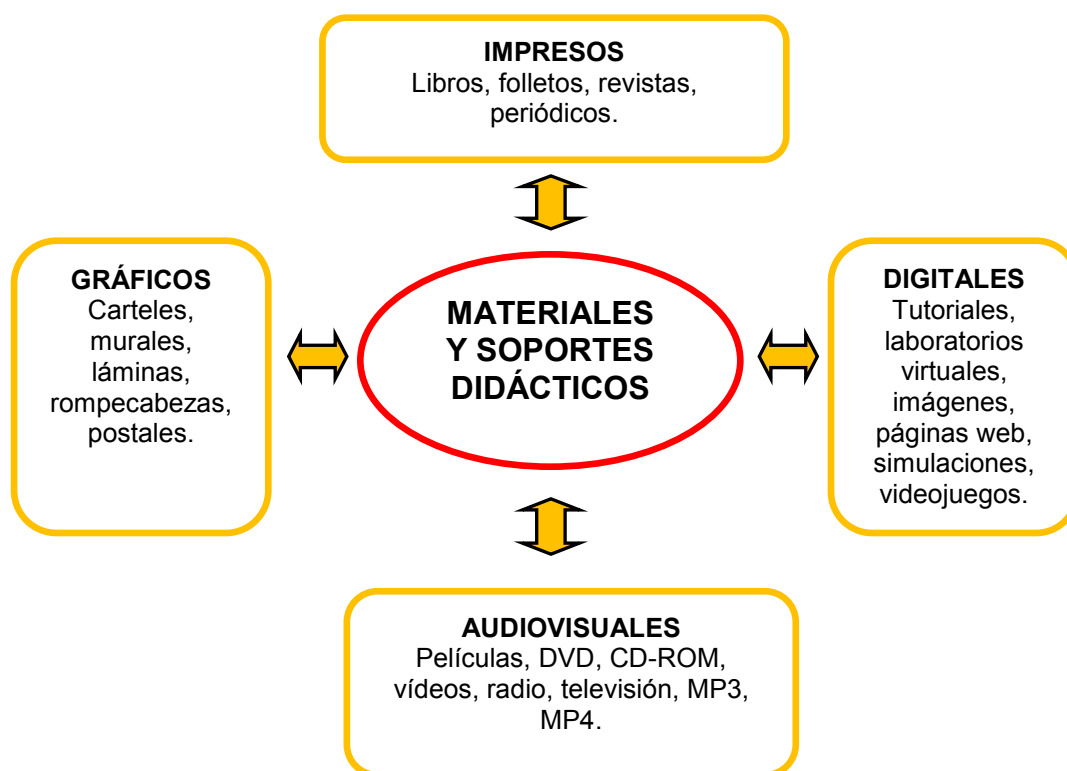 IMPRESOS
Libros, folletos, revistas,
periódicos.
GRÁFICOS
Carteles,
murales,
láminas,
rompecabezas,
postales.
MATERIALES
Y SOPORTES
DIDÁCTICOS
DIGITALES
Tutoriales,
laboratorios
virtuales,
imágenes,
páginas web,
simulaciones,
videojuegos.
AUDIOVISUALES
Películas, DVD, CD-ROM,
vídeos, radio, televisión, MP3,
MP4.